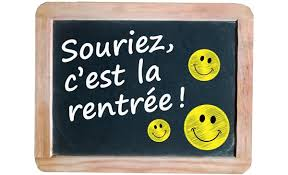 Souriez,
c'est la
rentrée !